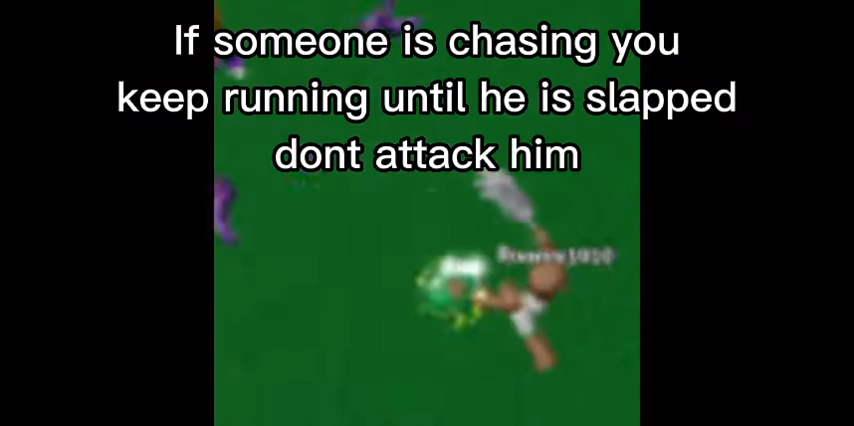 If someone is chasing you
keep running until he is slapped
dont attack him